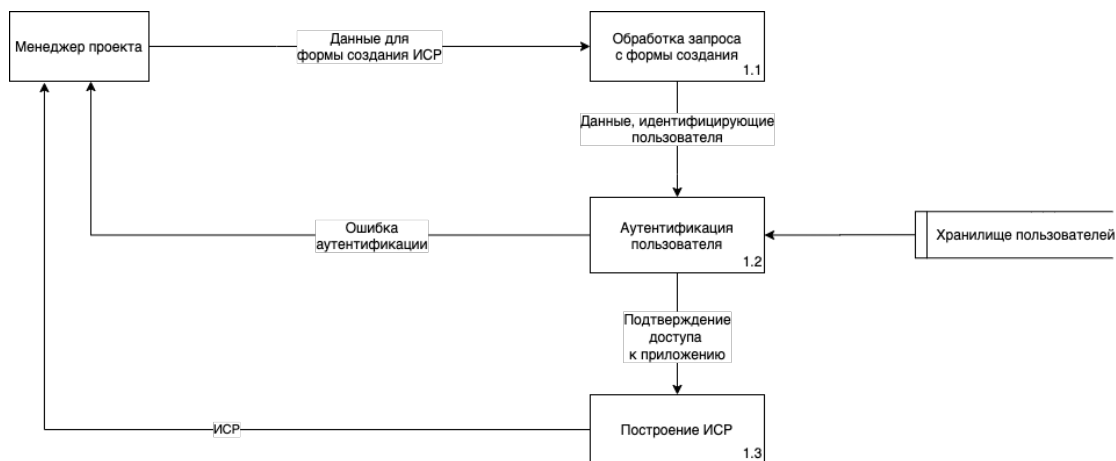 Менеджер проекта
Данные для
формы создания ИСР
Обработка запроса
с формы создания
1.1
Данные, идентифицирующие
пользователя
Ошибка
аутентификации
Аутентификация
пользователя
1.2
Хранилище пользователей
Подтверждение
доступа
к приложению
ИСР
Построение ИСР
1.3